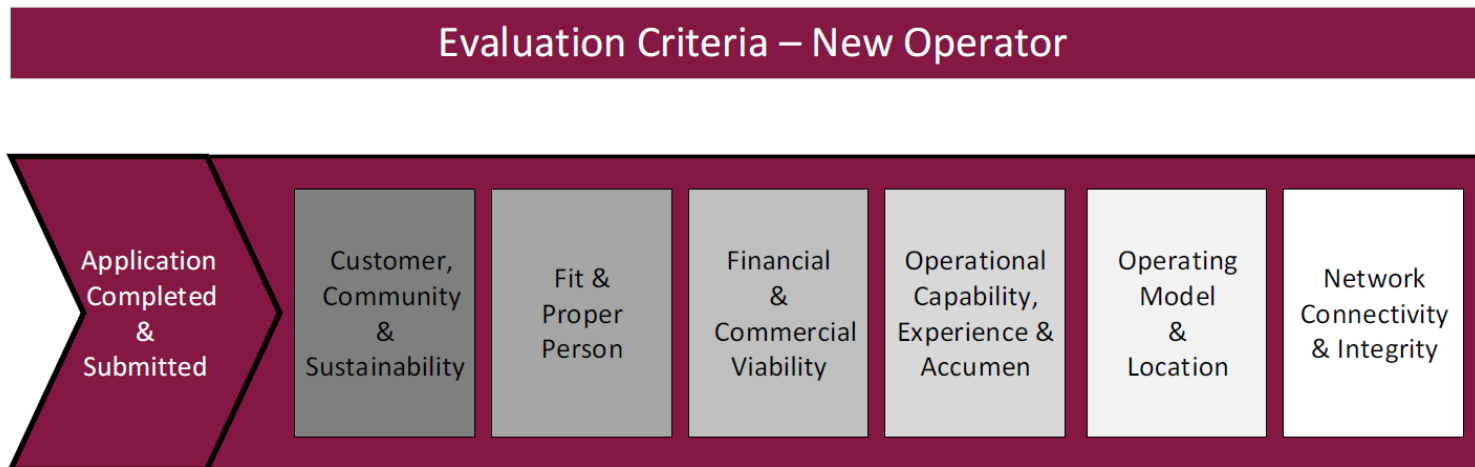 Evaluation Criteria – New Operator
Application
Completed
&
Submitted
Customer,
Community
&
Sustainability
Fit &
Proper
Person
Financial
&
Commercial
Viability
Operational
Capability,
Experience &
Accumen
Operating
Model
&
Location
Network
Connectivity
& Integrity